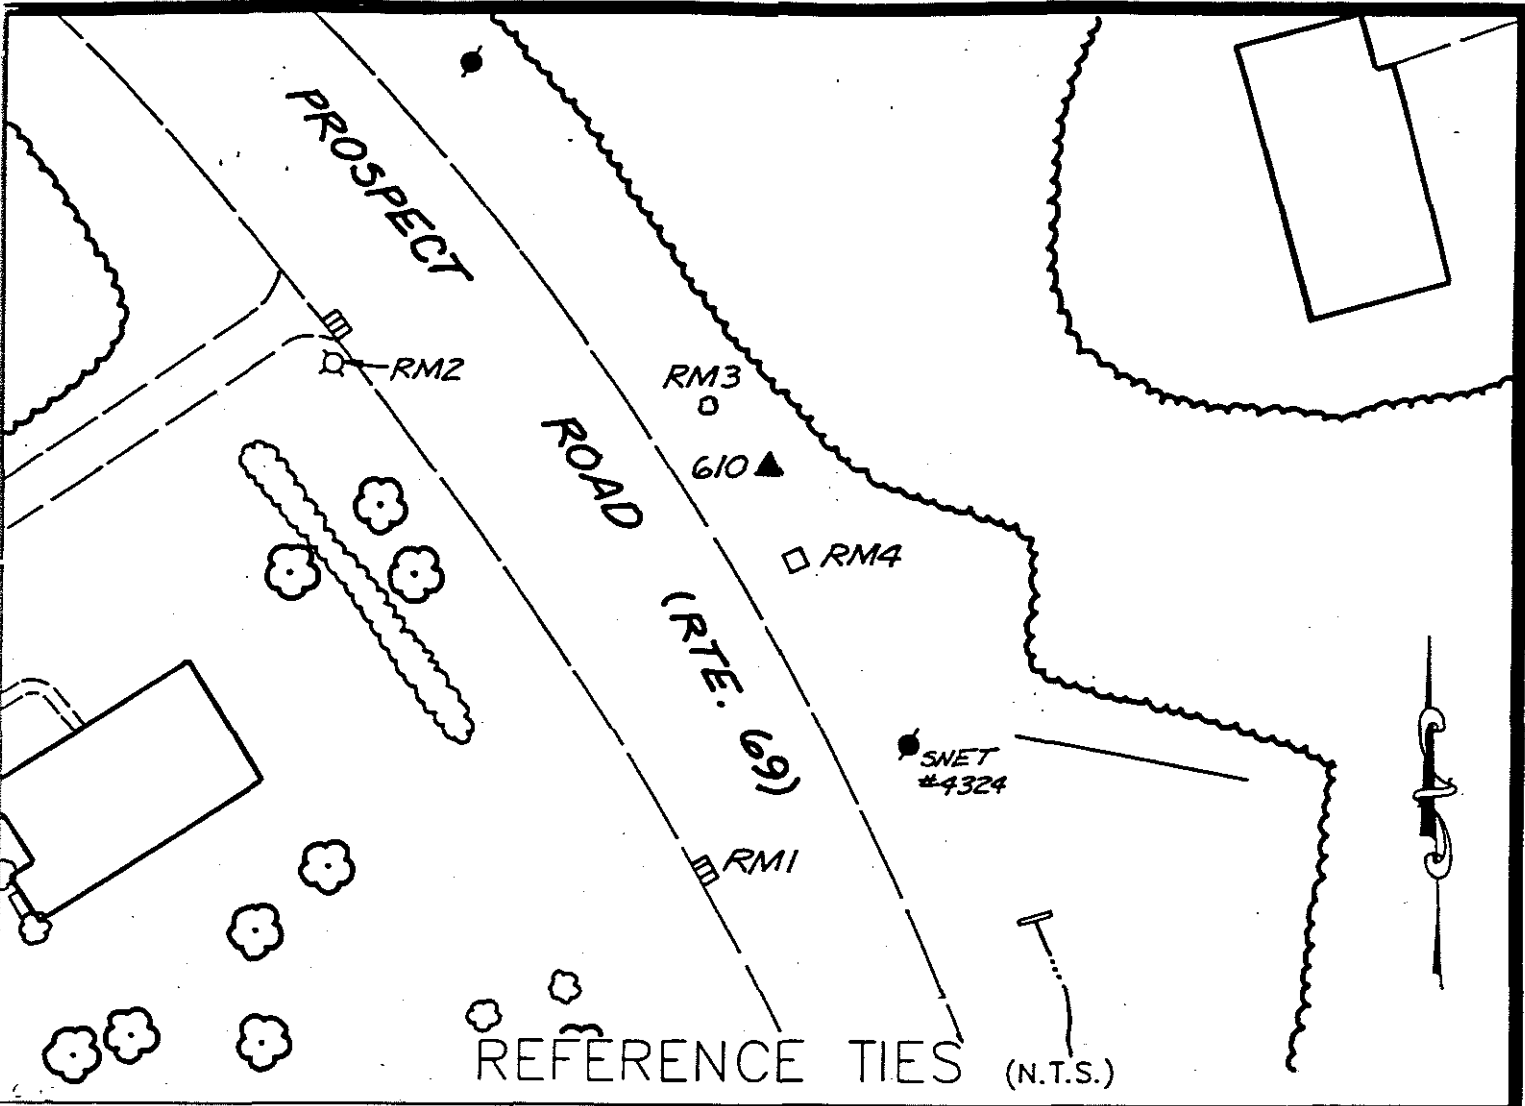 PROSPECT
ROAD
(RTE. 69)
RM2
RM3
610
RM4
SNET
#4324
RM1
REFERENCE TIES (N.T.S.)